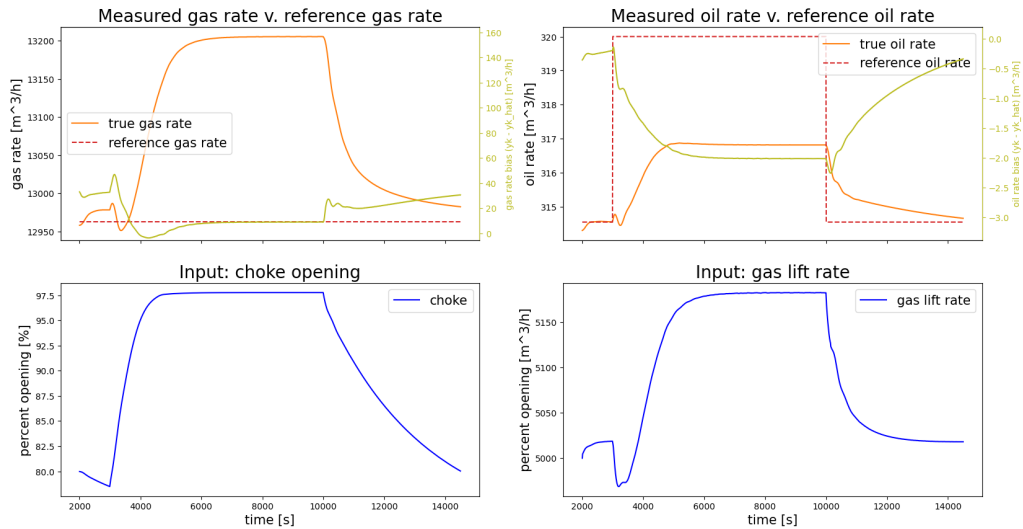 Measured gas rate v. reference gas rate
Measured oil rate v. reference oil rate
gas rate [m^3/h]
13200
13150
13100
13050
13000
12950
true gas rate
reference gas rate
160
140
120
100
80
60
40
20
0
gas rate bias (yk - yk_hat) [m^3/h]
oil rate [m^3/h]
320
319
318
317
316
315
true oil rate
reference oil rate
0.0
−0.5
−1.0
−1.5
−2.0
−3.0
oil rate bias (yk - yk_hat) [m^3/h]
Input: choke opening
Input: gas lift rate
percent opening [%]
97.5
95.0
92.5
90.0
87.5
85.0
82.5
80.0
choke
2000
4000
6000
8000
10000
12000
14000
time [s]
percent opening [m^3/h]
5150
5100
5050
5000
gas lift rate
2000
4000
6000
8000
10000
12000
14000
time [s]